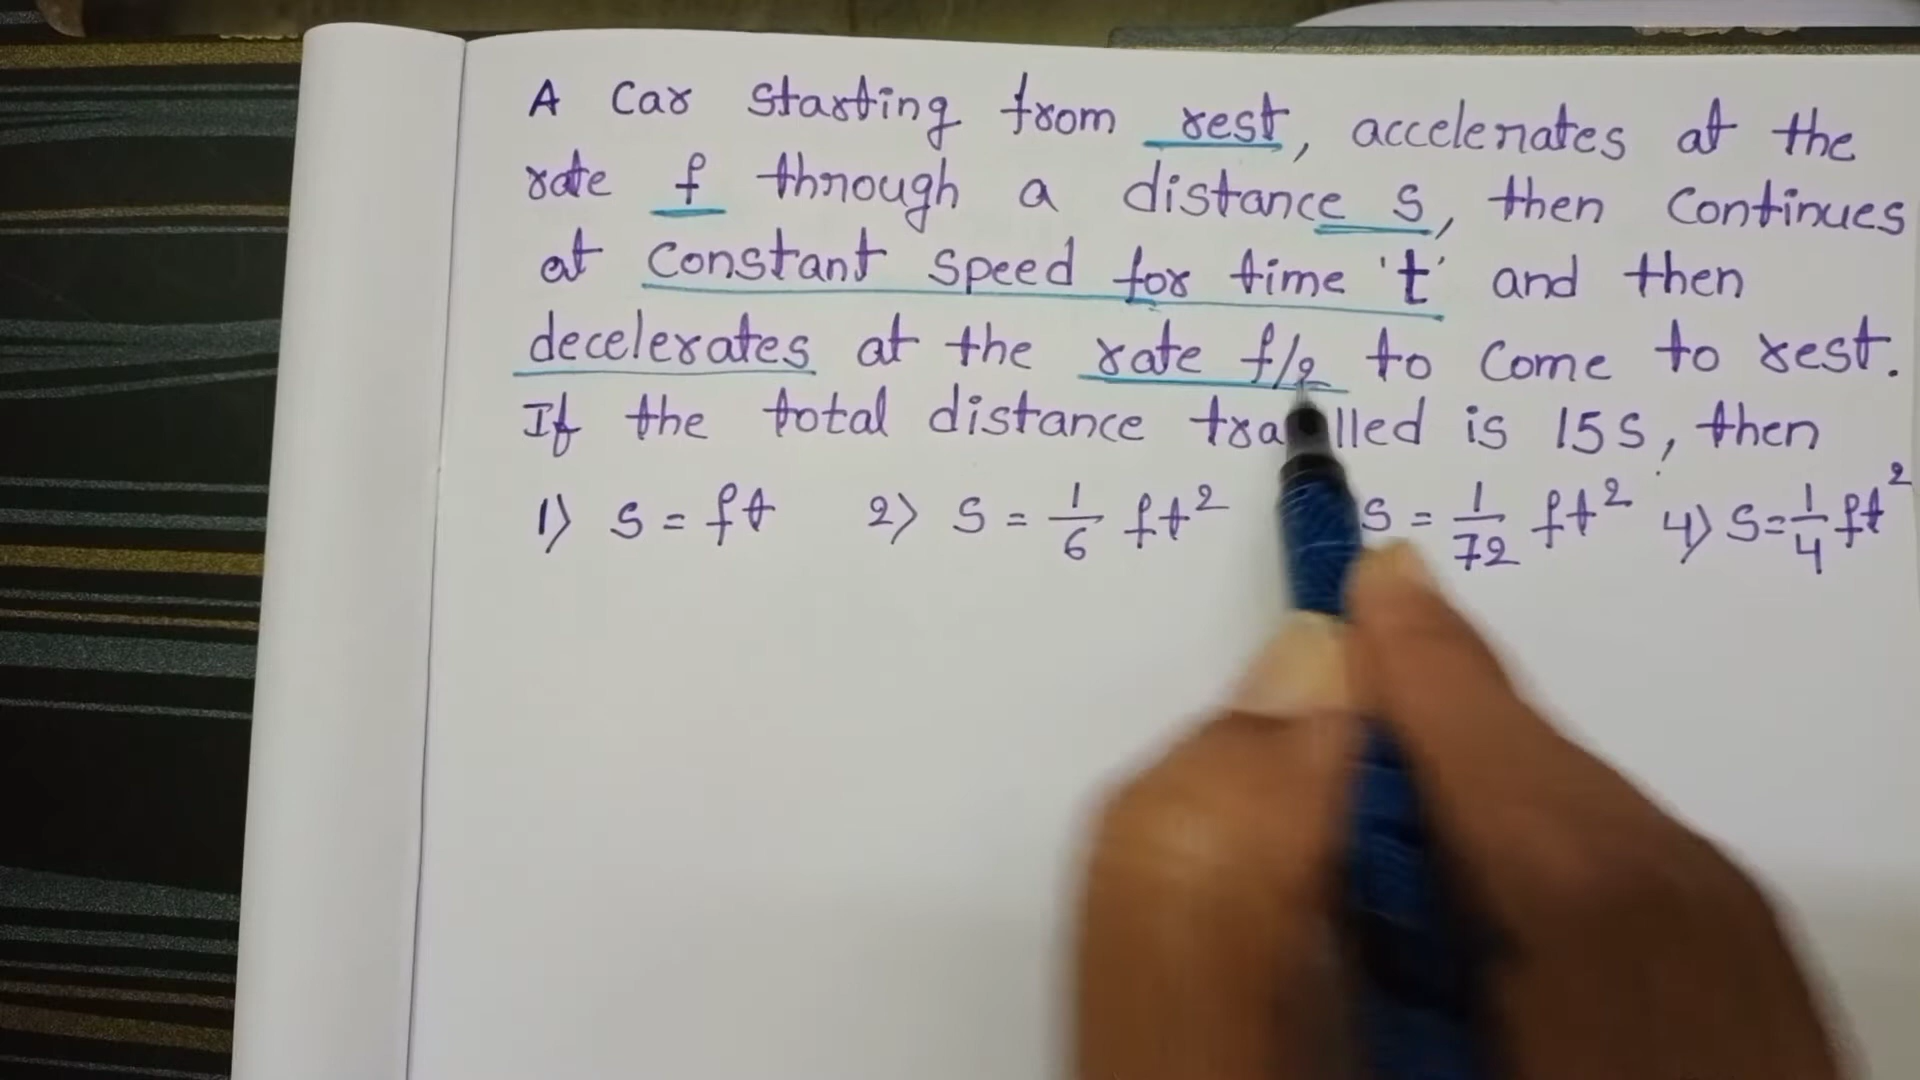 A car starting from rest, accelerates at the
rate f through a distance s, then continues
at constant speed for time 't' and then
decelerates at the rate f/2 to come to rest.
If the total distance is 15s, then
1) s = ft 2) s = 1/6 ft² s = 1/72 ft² 4) s = 1/4 ft²